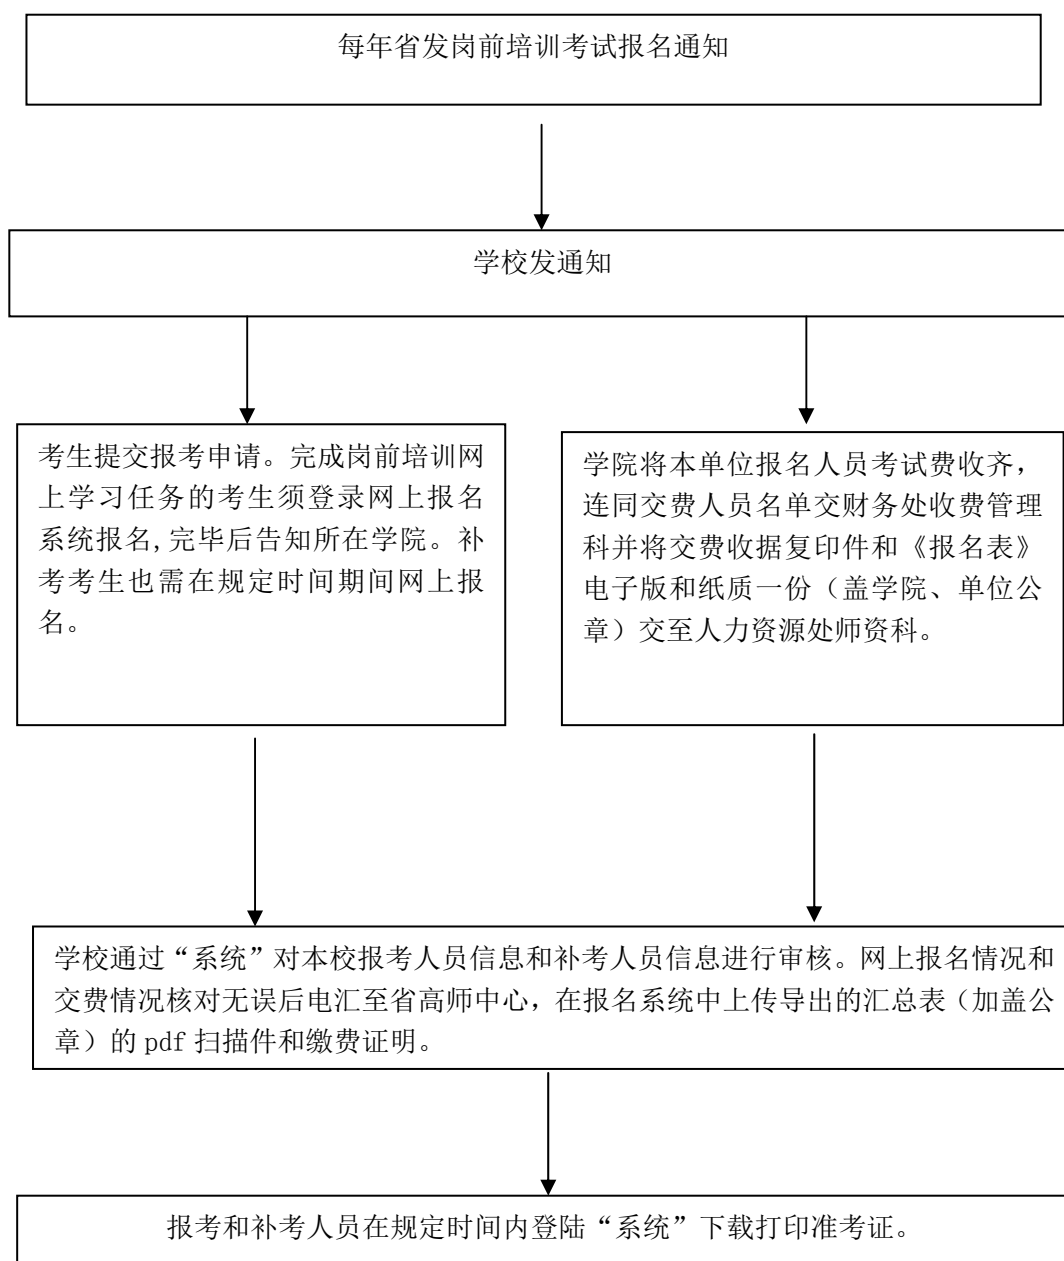 每年省发岗前培训考试报名通知
学校发通知
考生提交报考申请。完成岗前培训网
上学习任务的考生须登录网上报名
系统报名,完毕后告知所在学院。补
考考生也需在规定时间期间网上报
名。
学院将本单位报名人员考试费收齐，
连同交费人员名单交财务处收费管理
科并将交费收据复印件和《报名表》
电子版和纸质一份（盖学院、单位公
章）交至人力资源处师资科。
学校通过“系统”对本校报考人员信息和补考人员信息进行审核。网上报名情况和
交费情况核对无误后电汇至省高师中心，在报名系统中上传导出的汇总表（加盖公
章）的 pdf 扫描件和缴费证明。
报考和补考人员在规定时间内登陆“系统”下载打印准考证。